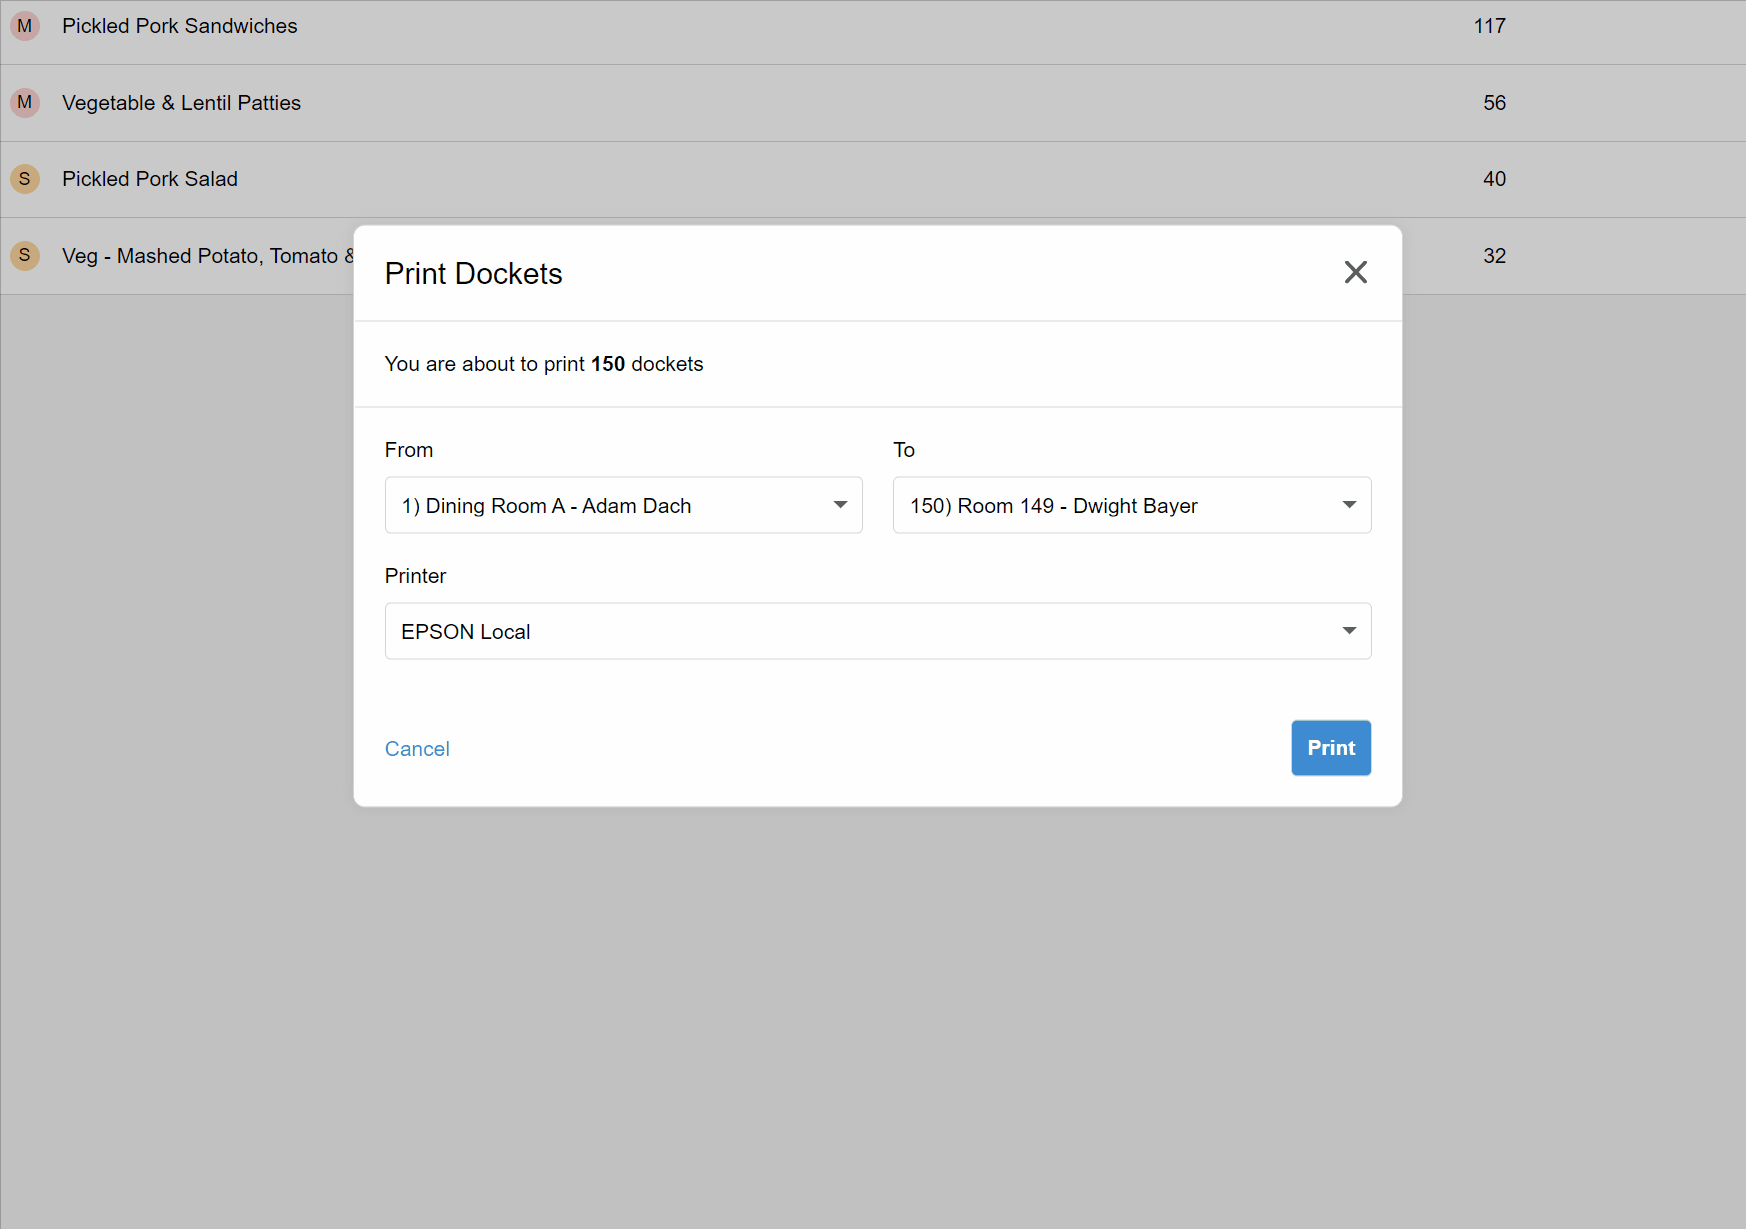 M Pickled Pork Sandwiches 117
M Vegetable & Lentil Patties 56
S Pickled Pork Salad 40
S Veg - Mashed Potato, Tomato & 32
Print Dockets
You are about to print 150 dockets
From To
1) Dining Room A - Adam Dach 150) Room 149 - Dwight Bayer
Printer
EPSON Local
Cancel Print